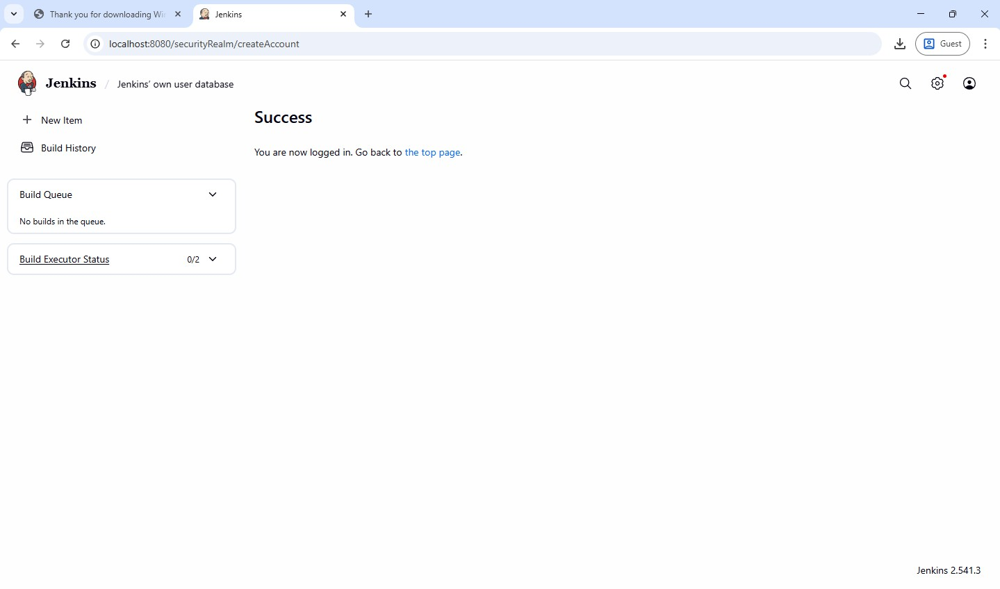 Thank you for downloading Wi
Jenkins
localhost:8080/securityRealm/createAccount
Guest
Jenkins / Jenkins’ own user database
New Item
Build History
Success
You are now logged in. Go back to the top page.
Build Queue
No builds in the queue.
Build Executor Status 0/2
Jenkins 2.541.3